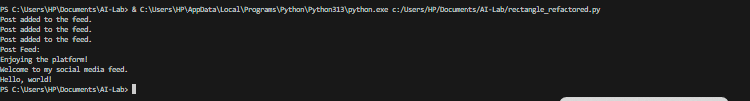 PS C:\Users\HP\Documents\AI-Lab> & C:\Users\HP\AppData\Local\Programs\Python\Python313\python.exe c:/Users/HP/Documents/AI-Lab/rectangle_refactored.py
Post added to the feed.
Post added to the feed.
Post added to the feed.
Post Feed:
Enjoying the platform!
Welcome to my social media feed.
Hello, world!
PS C:\Users\HP\Documents\AI-Lab>